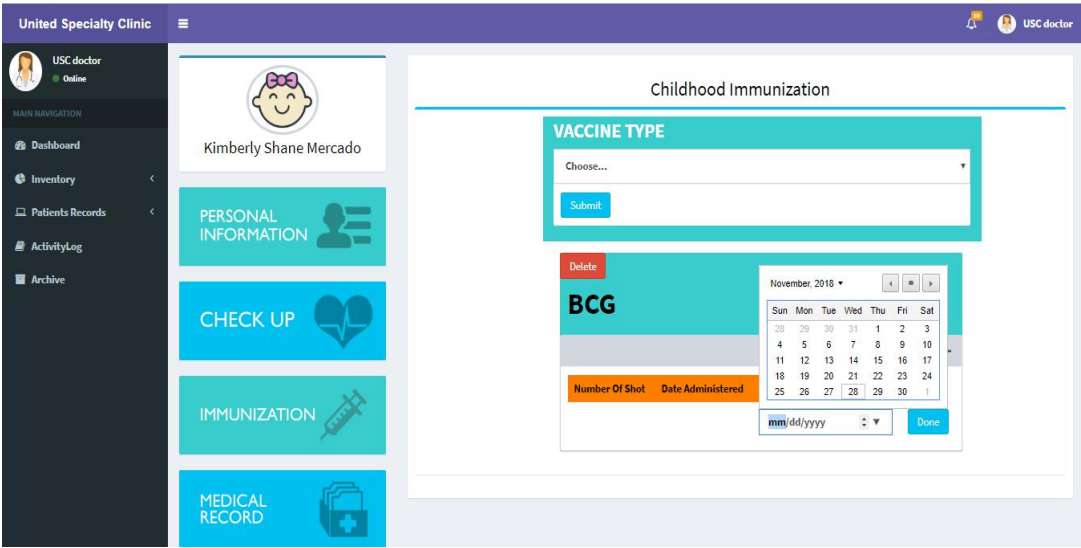 United Specialty Clinic
10
USC doctor
USC doctor
Online
MAIN NAVIGATION
Dashboard
Inventory
Patients Records
ActivityLog
Archive
Kimberly Shane Mercado
PERSONAL
INFORMATION
CHECK UP
IMMUNIZATION
MEDICAL
RECORD
Childhood Immunization
VACCINE TYPE
Choose...
Submit
Delete
BCG
Number Of Shot Date Administered
November, 2018
Sun Mon Tue Wed Thu Fri Sat
28 29 30 31 1 2 3
4 5 6 7 8 9 10
11 12 13 14 15 16 17
18 19 20 21 22 23 24
25 26 27 28 29 30 1
mm/dd/yyyy
Done